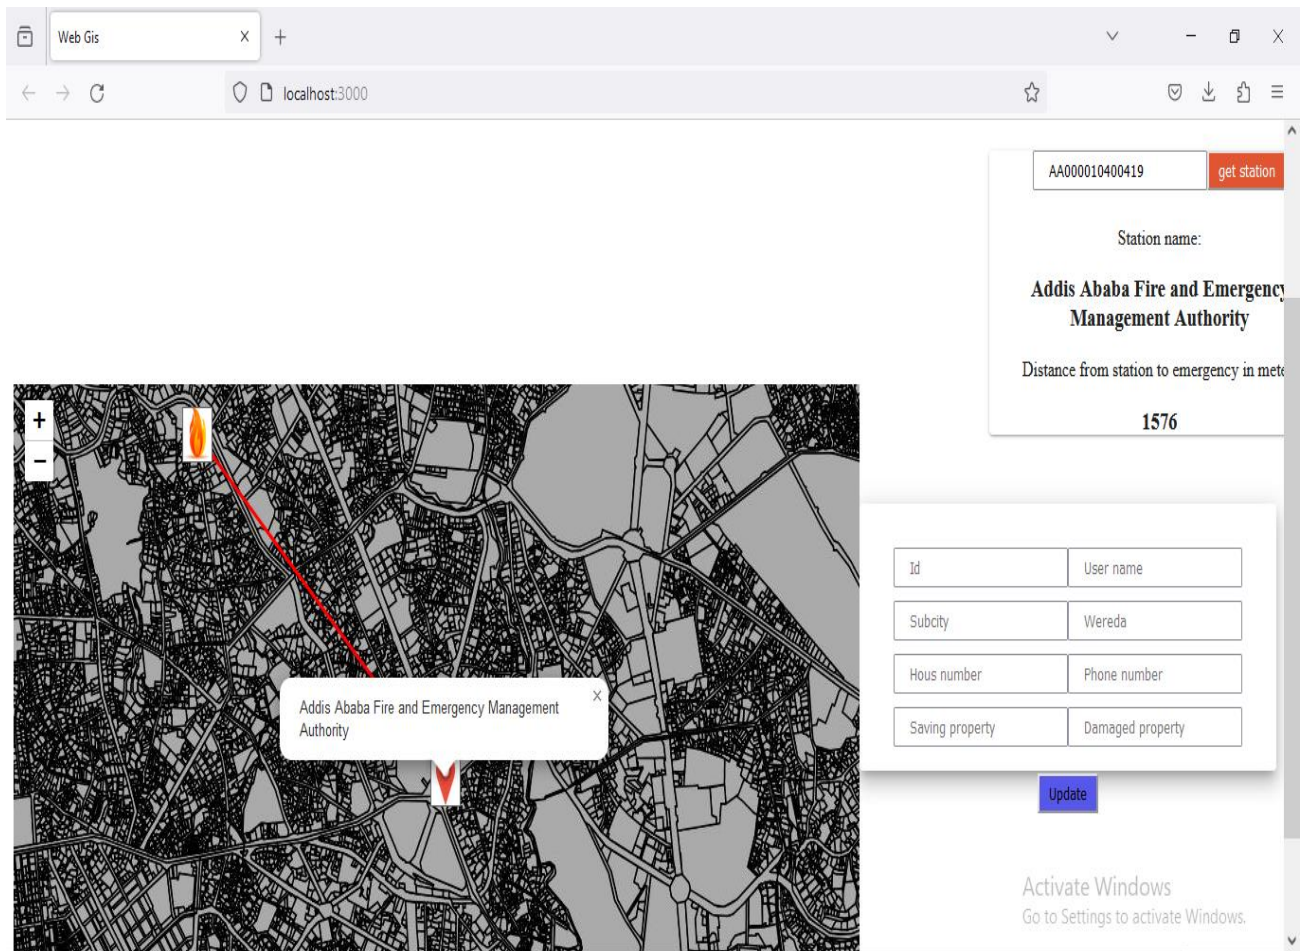 Web Gis
localhost:3000
AA000010400419
get station
Station name:
Addis Ababa Fire and Emergency
Management Authority
Distance from station to emergency in mete
1576
+
−
Addis Ababa Fire and Emergency Management
Authority
Id
User name
Subcity
Wereda
Hous number
Phone number
Saving property
Damaged property
Update
Activate Windows
Go to Settings to activate Windows.